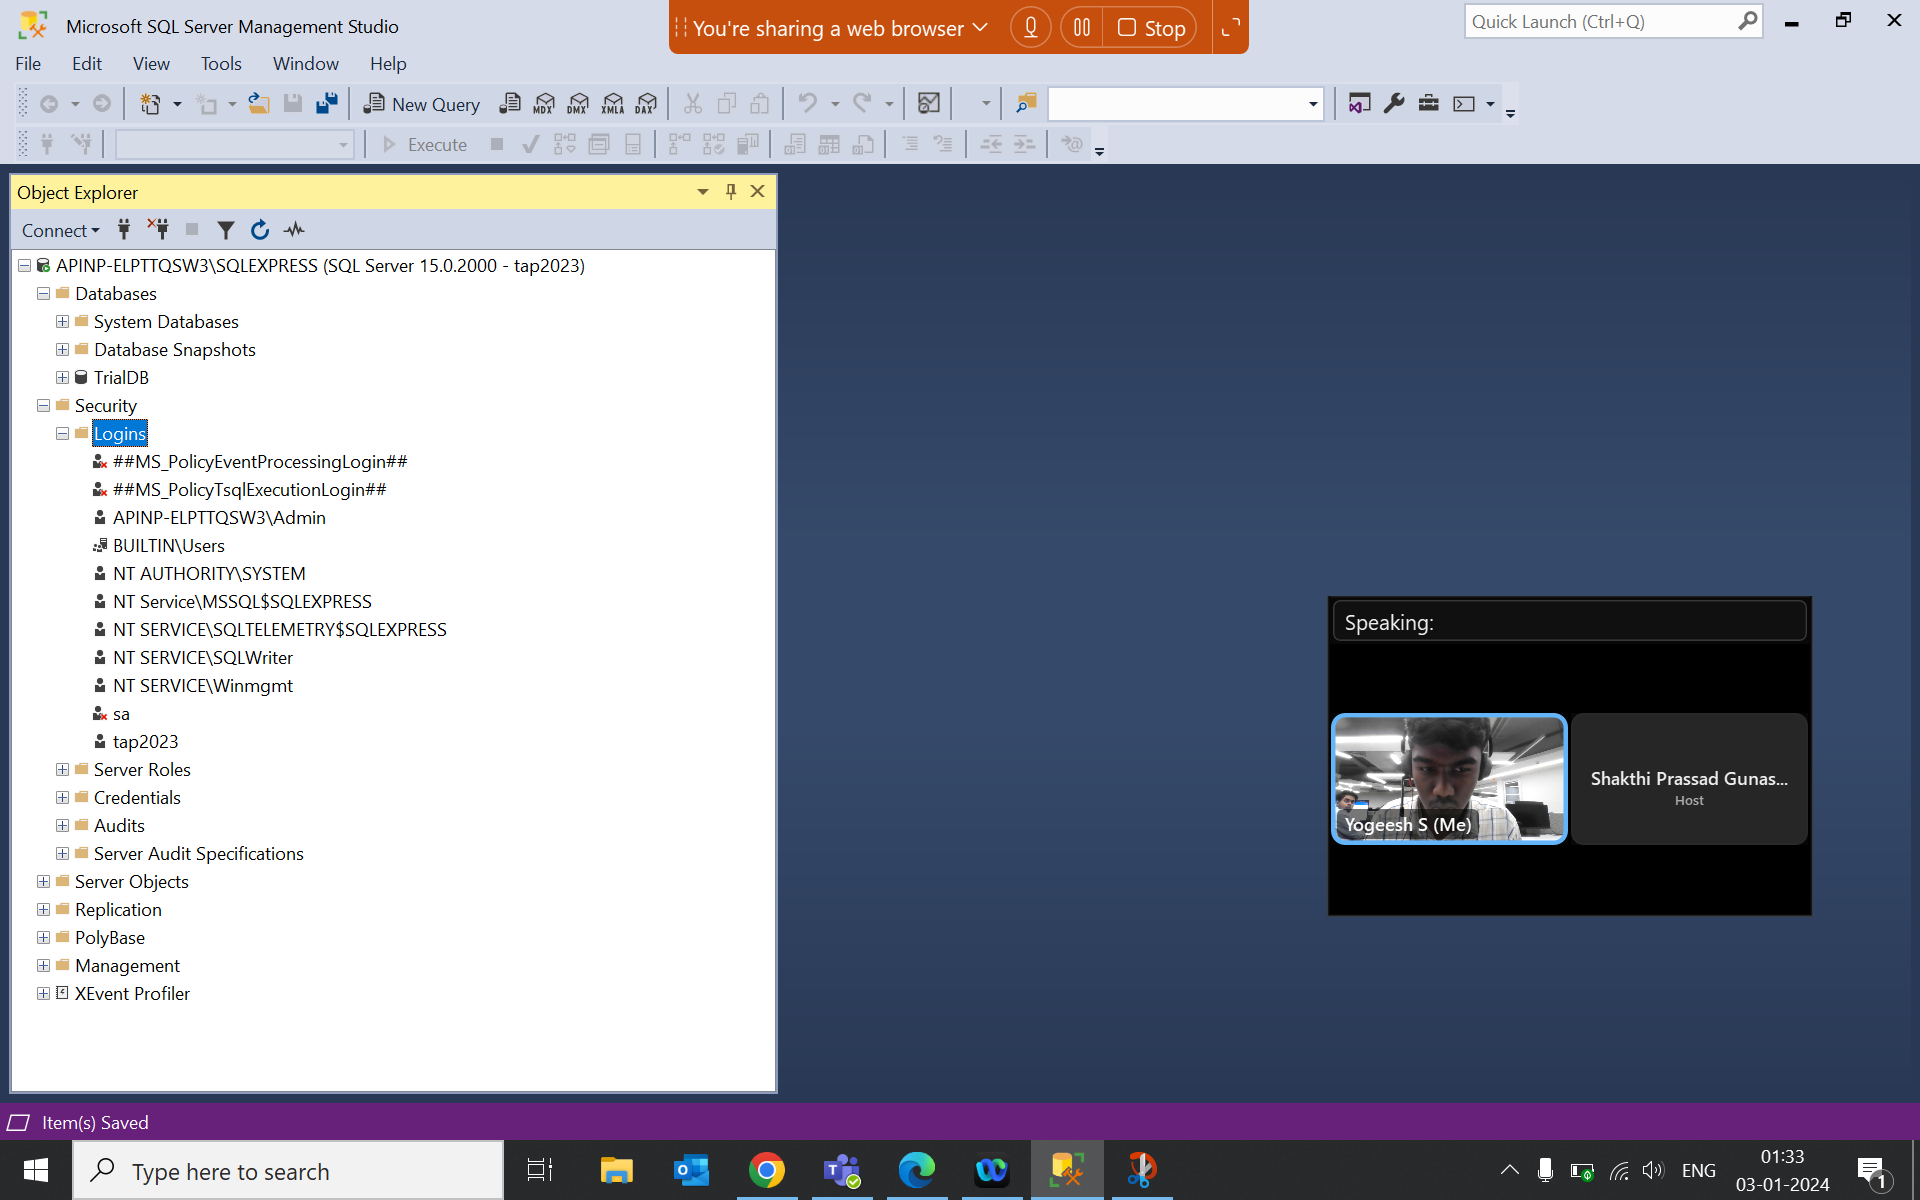 Microsoft SQL Server Management Studio
You're sharing a web browser
Stop
Quick Launch (Ctrl+Q)
File Edit View Tools Window Help
New Query
MDX
DMX
XMLA
DAX
Execute
Object Explorer
Connect
APINP-ELPTTQSW3\SQLEXPRESS (SQL Server 15.0.2000 - tap2023)
Databases
System Databases
Database Snapshots
TrialDB
Security
Logins
##MS_PolicyEventProcessingLogin##
##MS_PolicyTsqlExecutionLogin##
APINP-ELPTTQSW3\Admin
BUILTIN\Users
NT AUTHORITY\SYSTEM
NT Service\MSSQL$SQLEXPRESS
NT SERVICE\SQLTELEMETRY$SQLEXPRESS
NT SERVICE\SQLWriter
NT SERVICE\Winmgmt
sa
tap2023
Server Roles
Credentials
Audits
Server Audit Specifications
Server Objects
Replication
PolyBase
Management
XEvent Profiler
Speaking:
Yogeesh S (Me)
Shakthi Prassad Gunas...
Host
Item(s) Saved
Type here to search
ENG
01:33
03-01-2024
1